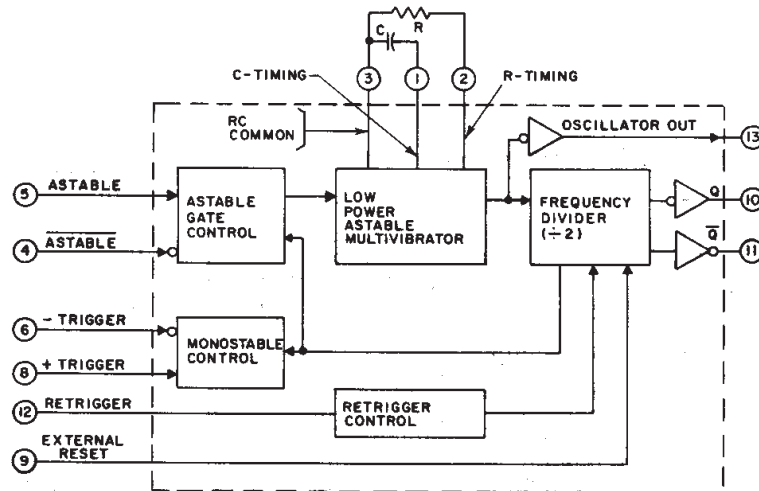 R
C
3
1
2
C-TIMING
R-TIMING
RC
COMMON
OSCILLATOR OUT
13
5
ASTABLE
ASTABLE
GATE
CONTROL
LOW
POWER
ASTABLE
MULTIVIBRATOR
FREQUENCY
DIVIDER
(÷2)
Q
10
4
A̅S̅T̅A̅B̅L̅E̅
Q̅
11
6
- TRIGGER
MONOSTABLE
CONTROL
8
+ TRIGGER
12
RETRIGGER
RETRIGGER
CONTROL
EXTERNAL
RESET
9